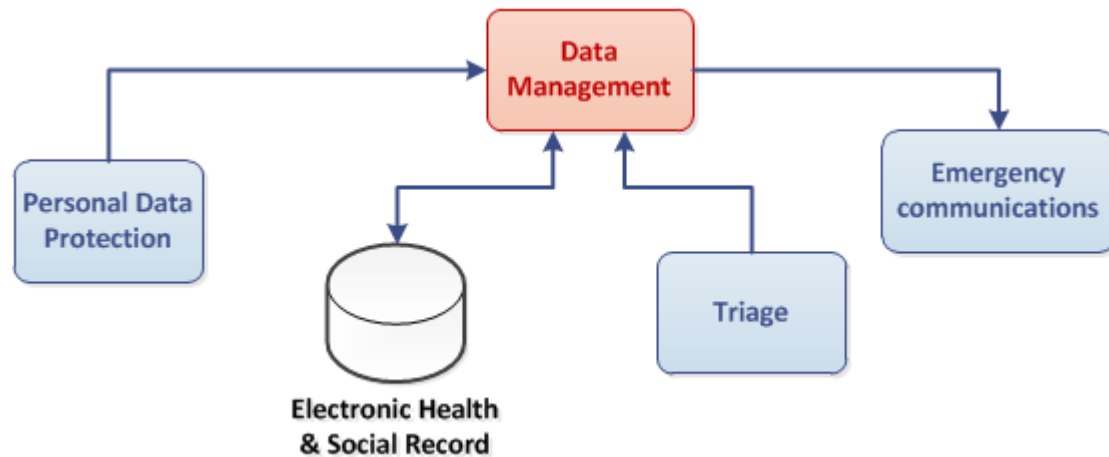 Data
Management
Personal Data
Protection
Emergency
communications
Triage
Electronic Health
& Social Record